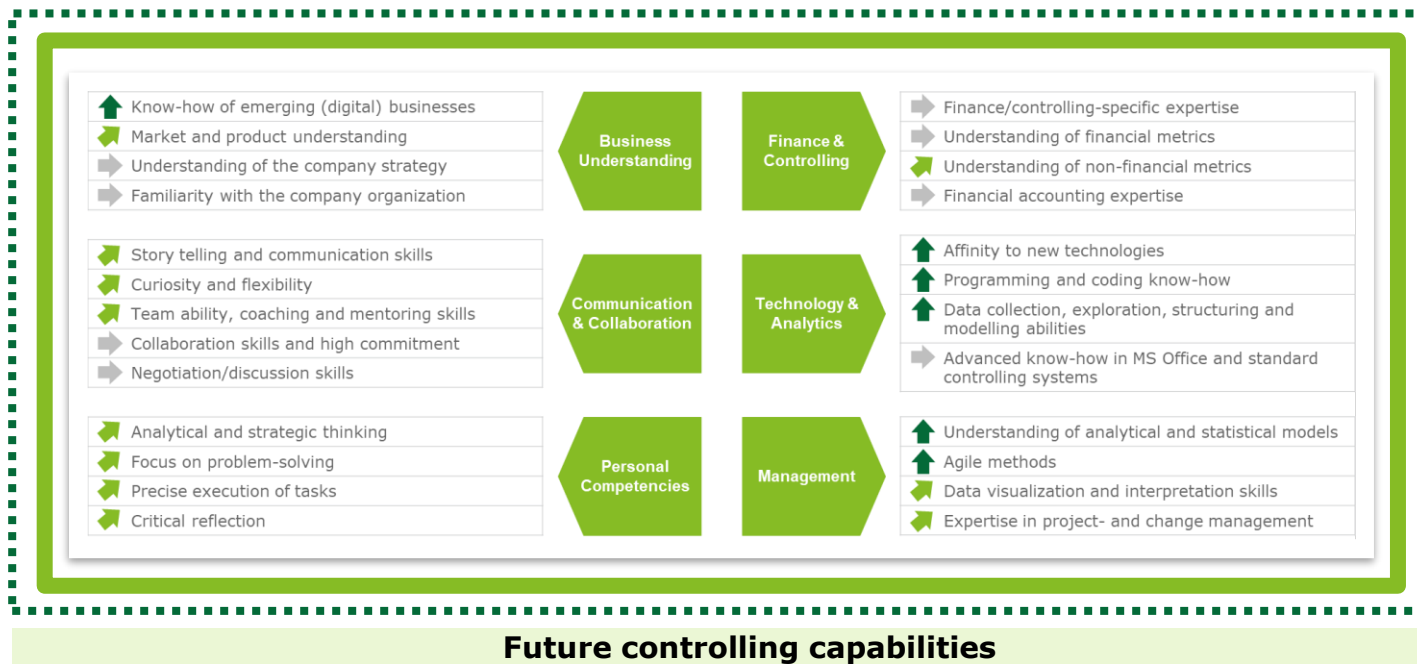 Know-how of emerging (digital) businesses
Market and product understanding
Understanding of the company strategy
Familiarity with the company organization
Business
Understanding
Finance &
Controlling
Finance/controlling-specific expertise
Understanding of financial metrics
Understanding of non-financial metrics
Financial accounting expertise
Story telling and communication skills
Curiosity and flexibility
Team ability, coaching and mentoring skills
Collaboration skills and high commitment
Negotiation/discussion skills
Communication
& Collaboration
Technology &
Analytics
Affinity to new technologies
Programming and coding know-how
Data collection, exploration, structuring and
modelling abilities
Advanced know-how in MS Office and standard
controlling systems
Analytical and strategic thinking
Focus on problem-solving
Precise execution of tasks
Critical reflection
Personal
Competencies
Management
Understanding of analytical and statistical models
Agile methods
Data visualization and interpretation skills
Expertise in project- and change management
Future controlling capabilities